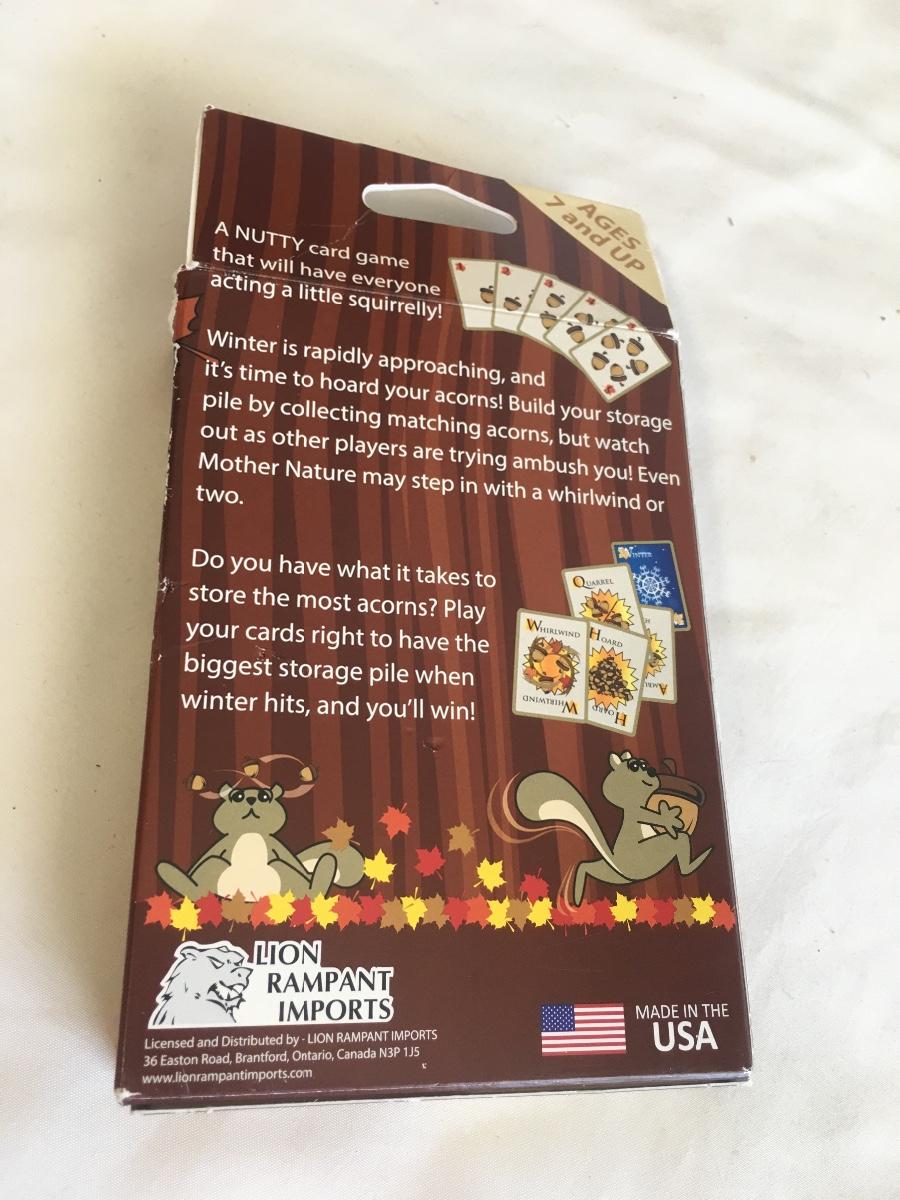 AGES
7 and UP
A NUTTY card game
that will have everyone
acting a little squirrelly!
Winter is rapidly approaching, and
it's time to hoard your acorns! Build your storage
pile by collecting matching acorns, but watch
out as other players are trying ambush you! Even
Mother Nature may step in with a whirlwind or
two.
Do you have what it takes to
store the most acorns? Play
your cards right to have the
biggest storage pile when
winter hits, and you'll win!
WINTER
QUARREL
WHIRLWIND
HOARD
WHIRLWIND
HOARD
LION
RAMPANT
IMPORTS
Licensed and Distributed by - LION RAMPANT IMPORTS
36 Easton Road, Brantford, Ontario, Canada N3P 1J5
www.lionrampantimports.com
MADE IN THE
USA